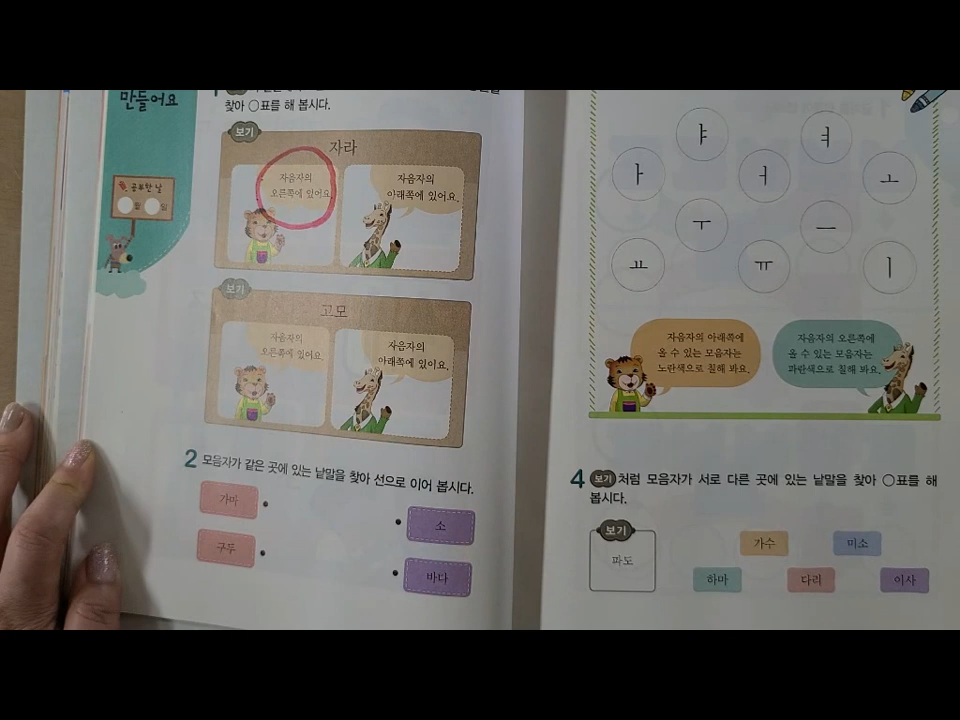 만들어요
찾아 ○표를 해 봅시다.
보기
자라
자음자의
오른쪽에 있어요.
자음자의
아래쪽에 있어요.
공부한 날
월 일
보기
고모
자음자의
오른쪽에 있어요.
자음자의
아래쪽에 있어요.
2 모음자가 같은 곳에 있는 낱말을 찾아 선으로 이어 봅시다.
가마
구두
소
바다
ㅑ ㅕ
ㅏ ㅓ ㅗ
ㅜ ㅡ
ㅛ ㅠ ㅣ
자음자의 아래쪽에
올 수 있는 모음자는
노란색으로 칠해 봐요.
자음자의 오른쪽에
올 수 있는 모음자는
파란색으로 칠해 봐요.
4 보기 처럼 모음자가 서로 다른 곳에 있는 낱말을 찾아 ○표를 해
봅시다.
보기
파도
가수 미소
하마 다리 이사